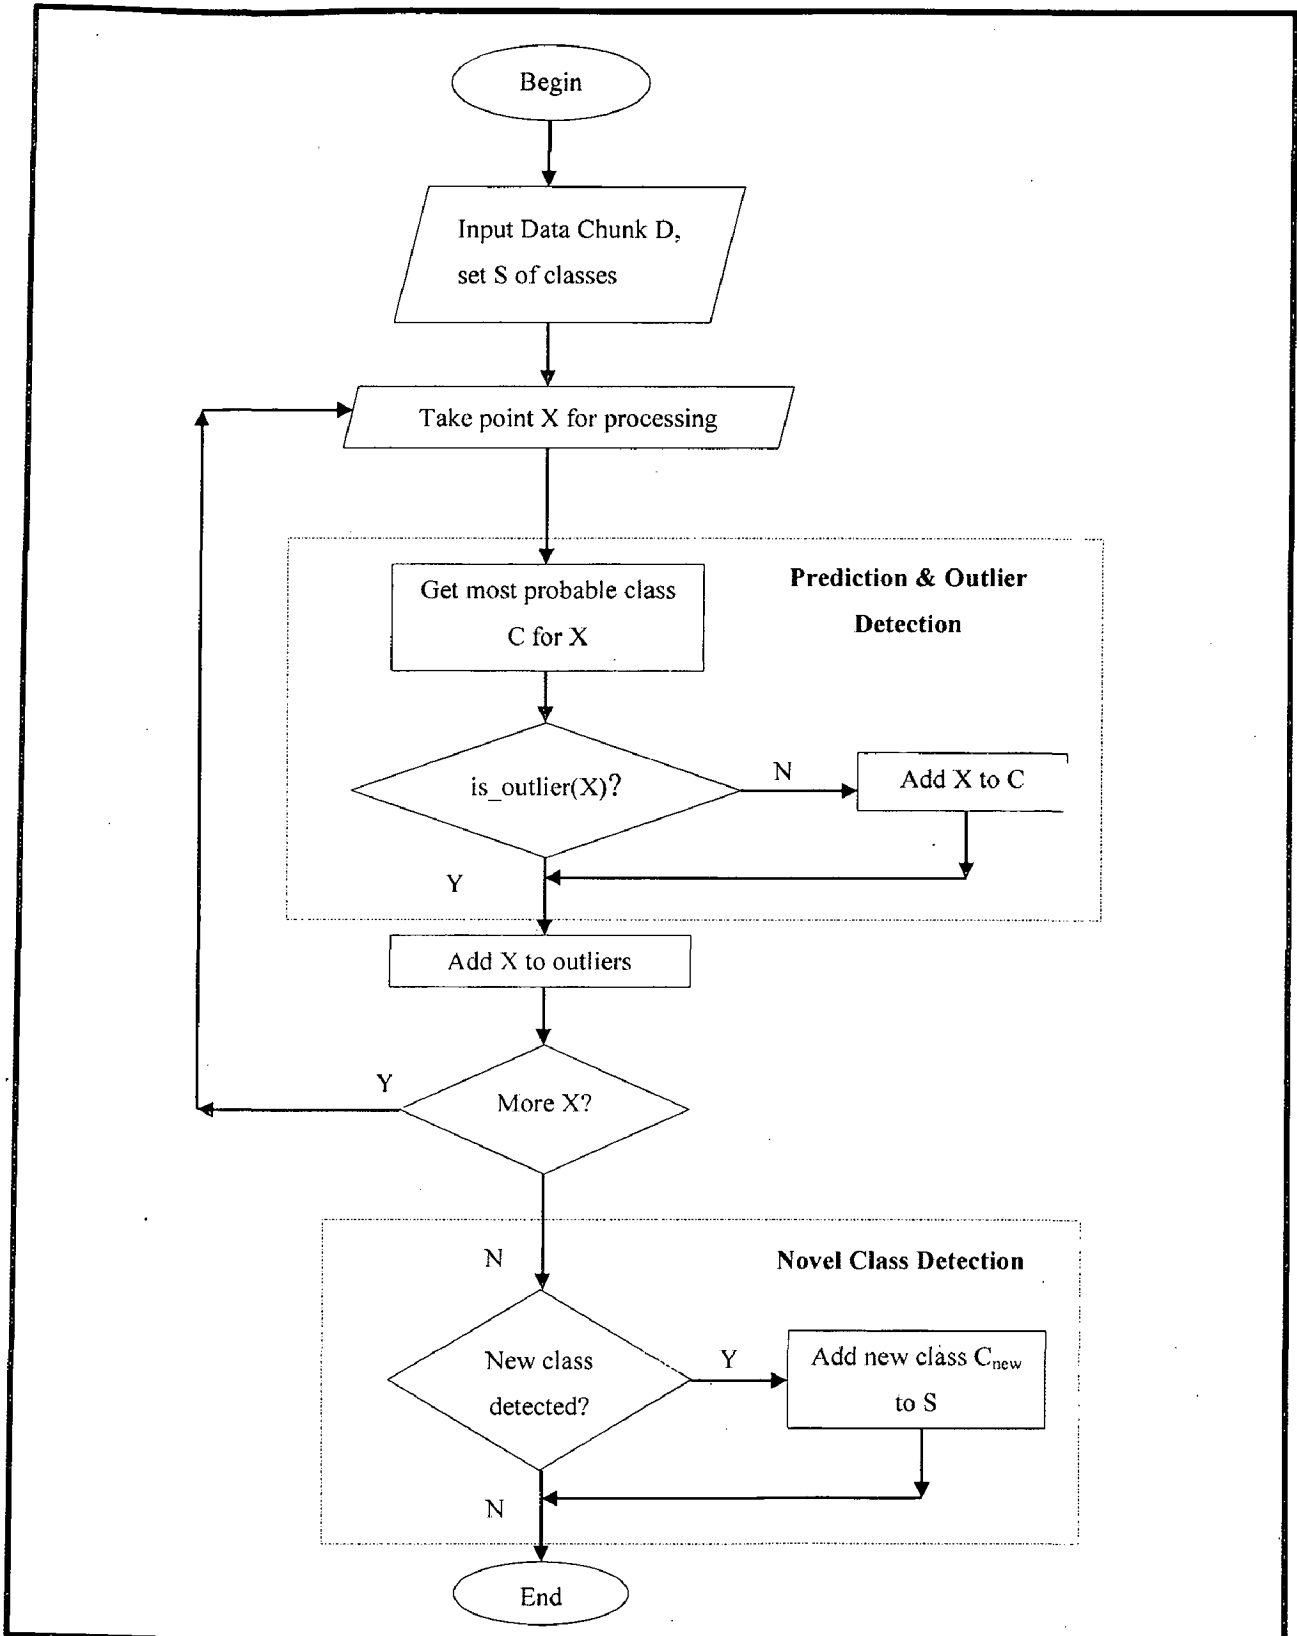 Begin
Input Data Chunk D,
set S of classes
Take point X for processing
Get most probable class
C for X
Prediction & Outlier
Detection
is_outlier(X)?
N
Add X to C
Y
Add X to outliers
Y
More X?
N
Novel Class Detection
New class
detected?
Y
Add new class Cnew
to S
N
End